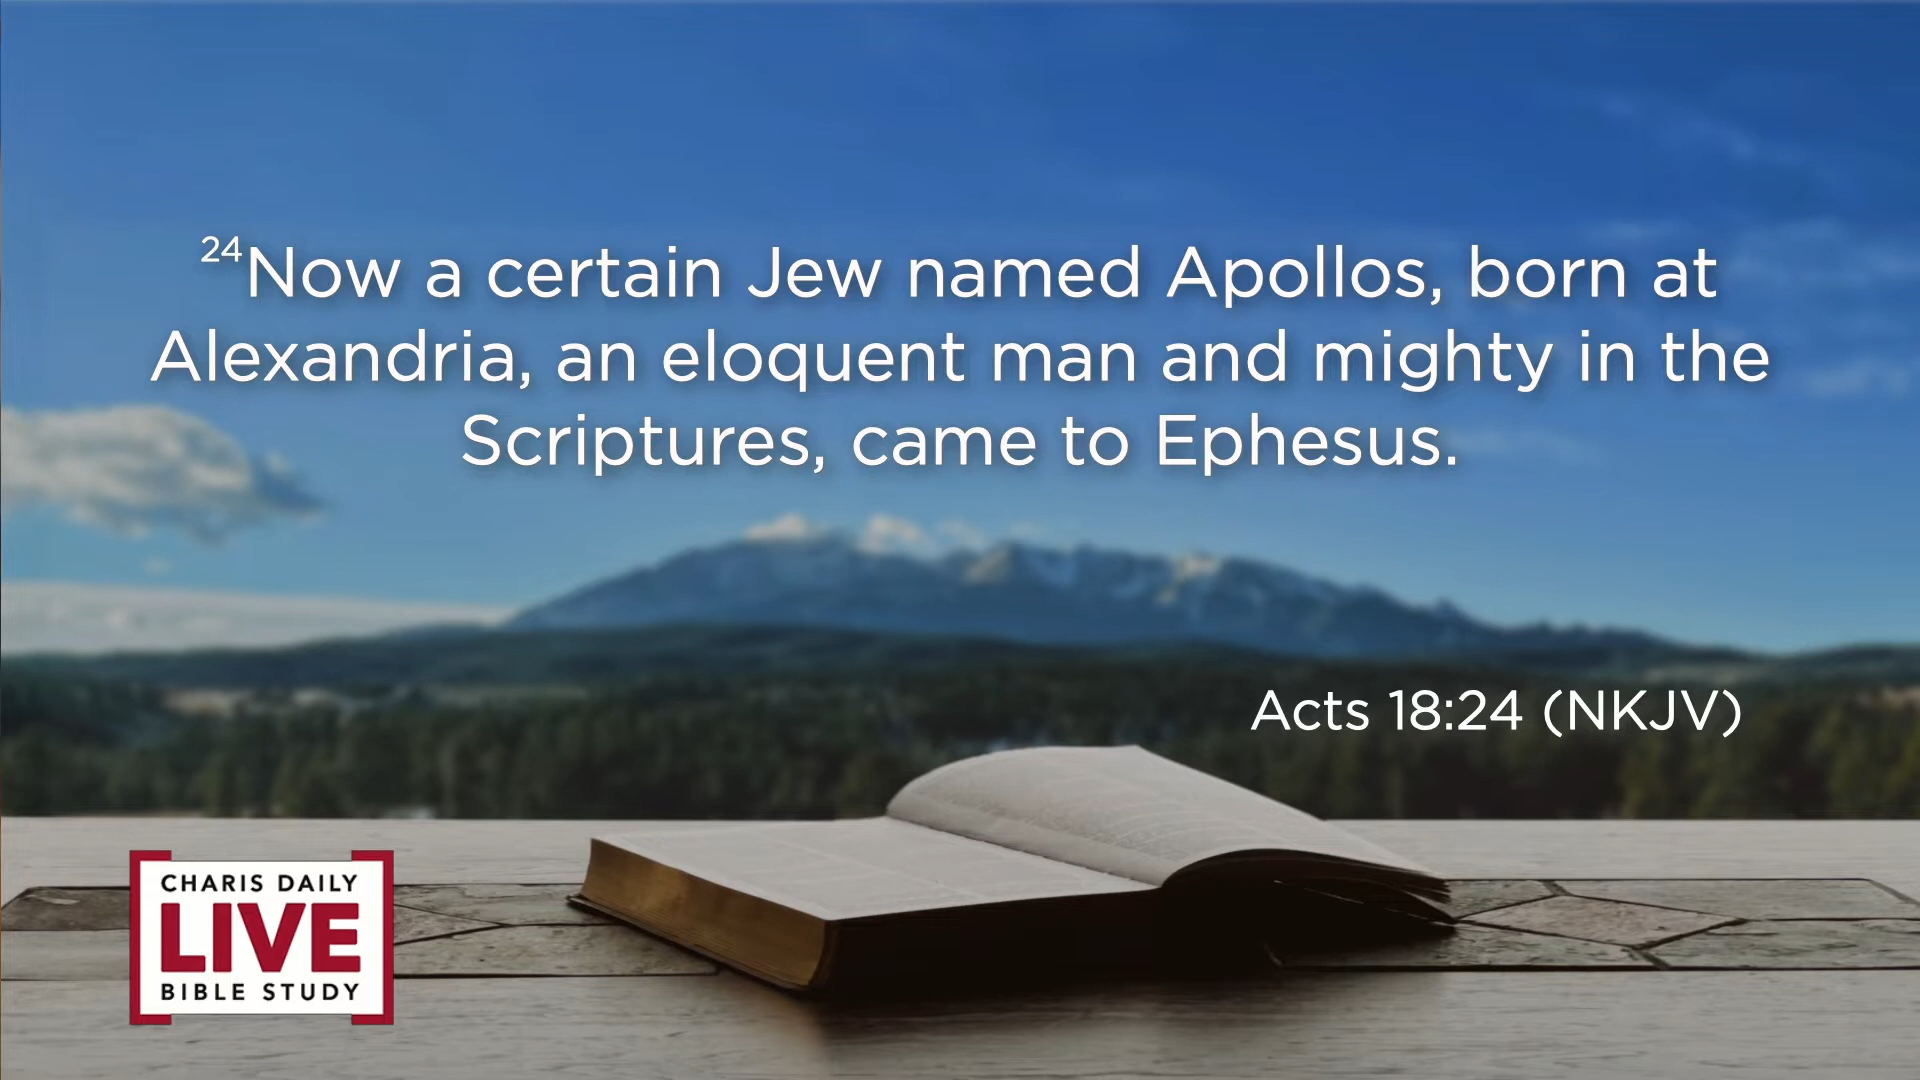 24Now a certain Jew named Apollos, born at
Alexandria, an eloquent man and mighty in the
Scriptures, came to Ephesus.
Acts 18:24 (NKJV)
CHARIS DAILY
LIVE
BIBLE STUDY